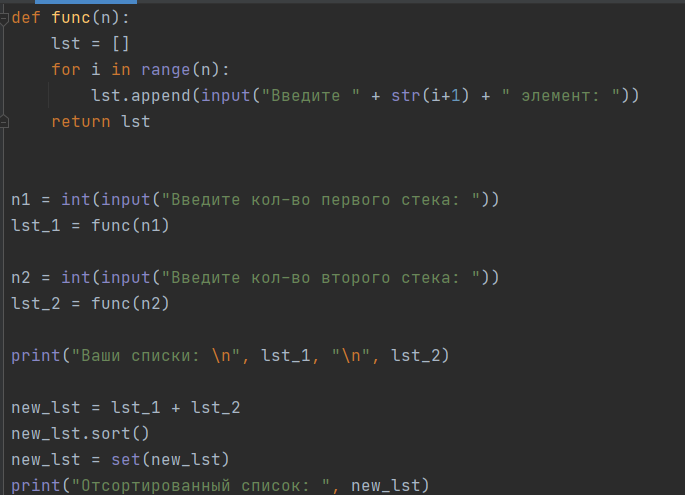 def func(n):
    lst = []
    for i in range(n):
        lst.append(input("Введите " + str(i+1) + " элемент: "))
    return lst
n1 = int(input("Введите кол-во первого стека: "))
lst_1 = func(n1)
n2 = int(input("Введите кол-во второго стека: "))
lst_2 = func(n2)
print("Ваши списки: \n", lst_1, "\n", lst_2)
new_lst = lst_1 + lst_2
new_lst.sort()
new_lst = set(new_lst)
print("Отсортированный список: ", new_lst)